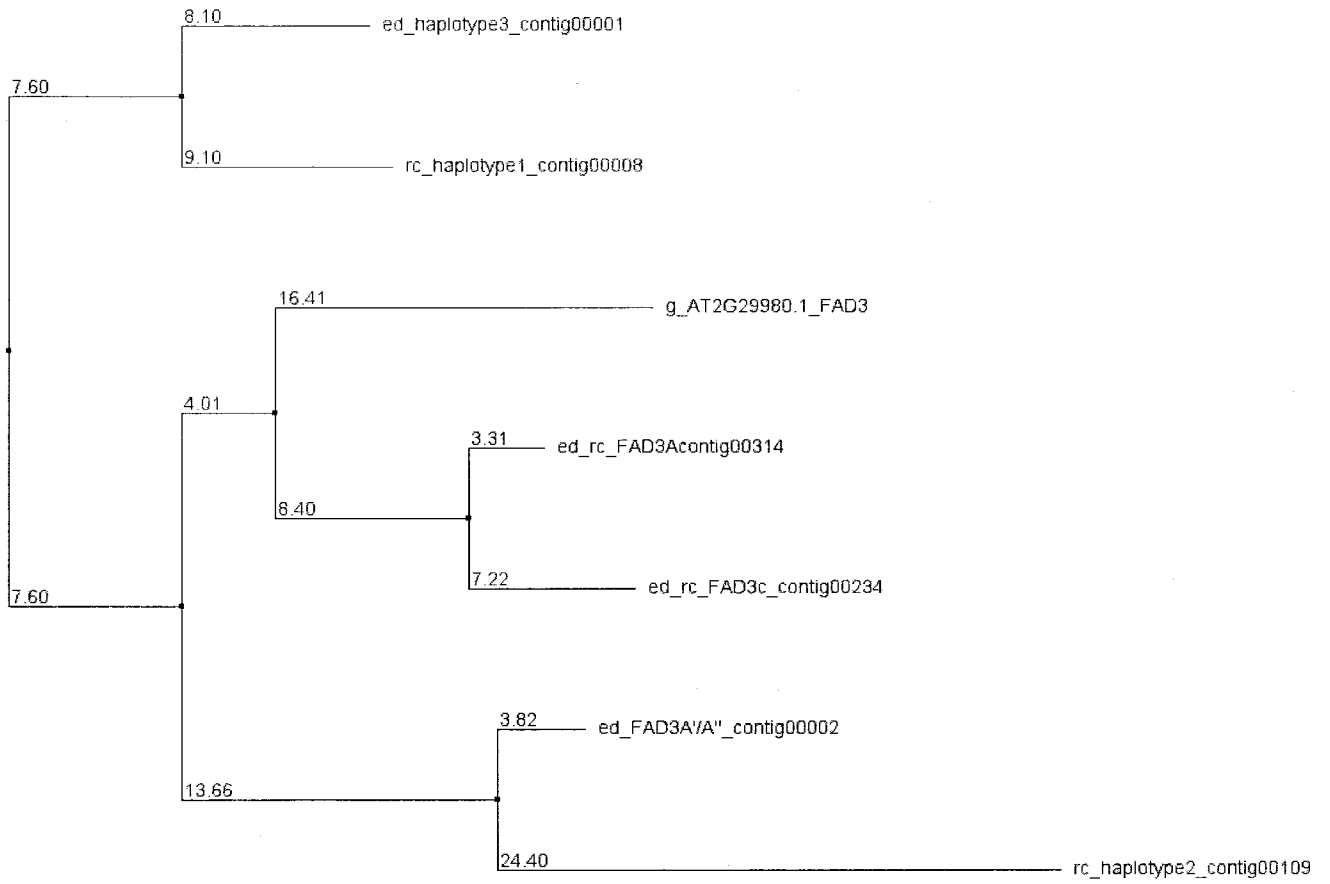 8.10
ed_haplotype3_contig00001
7.60
9.10
rc_haplotype1_contig00008
16.41
g_AT2G29980.1_FAD3
4.01
3.31
ed_rc_FAD3Acontig00314
8.40
7.22
ed_rc_FAD3c_contig00234
7.60
3.82
ed_FAD3A'/A"_contig00002
13.66
24.40
rc_haplotype2_contig00109